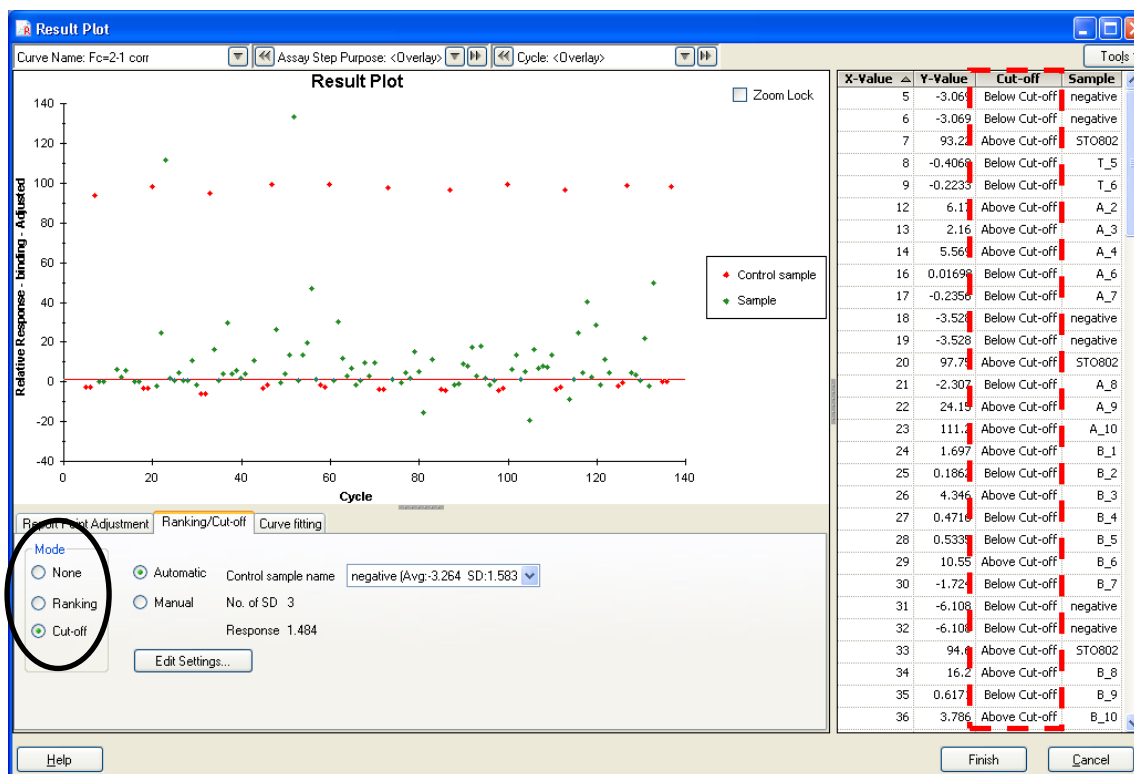 Result Plot
Curve Name: Fc=2-1 corr Assay Step Purpose: <Overlay> Cycle: <Overlay> Tools
Result Plot
Zoom Lock
140
120
100
80
60
40
20
0
-20
-40
0 20 40 60 80 100 120 140
Relative Response - binding - Adjusted
Cycle
Control sample
Sample
X-Value Y-Value Cut-off Sample
5 -3.069 Below Cut-off negative
6 -3.069 Below Cut-off negative
7 93.22 Above Cut-off STO802
8 -0.4068 Below Cut-off T_5
9 -0.2233 Below Cut-off T_6
12 6.17 Above Cut-off A_2
13 2.16 Above Cut-off A_3
14 5.569 Above Cut-off A_4
16 0.01698 Below Cut-off A_6
17 -0.2356 Below Cut-off A_7
18 -3.528 Below Cut-off negative
19 -3.528 Below Cut-off negative
20 97.75 Above Cut-off STO802
21 -2.307 Below Cut-off A_8
22 24.15 Above Cut-off A_9
23 111.2 Above Cut-off A_10
24 1.697 Above Cut-off B_1
25 0.1862 Below Cut-off B_2
26 4.346 Above Cut-off B_3
27 0.4716 Below Cut-off B_4
28 0.5335 Below Cut-off B_5
29 10.55 Above Cut-off B_6
30 -1.724 Below Cut-off B_7
31 -6.108 Below Cut-off negative
32 -6.108 Below Cut-off negative
33 94.6 Above Cut-off STO802
34 16.2 Above Cut-off B_8
35 0.6171 Below Cut-off B_9
36 3.786 Above Cut-off B_10
Report Point Adjustment Ranking/Cut-off Curve fitting
Mode
None
Ranking
Cut-off
Automatic
Manual
Control sample name negative (Avg:-3.264 SD:1.583
No. of SD 3
Response 1.484
Edit Settings...
Help Finish Cancel